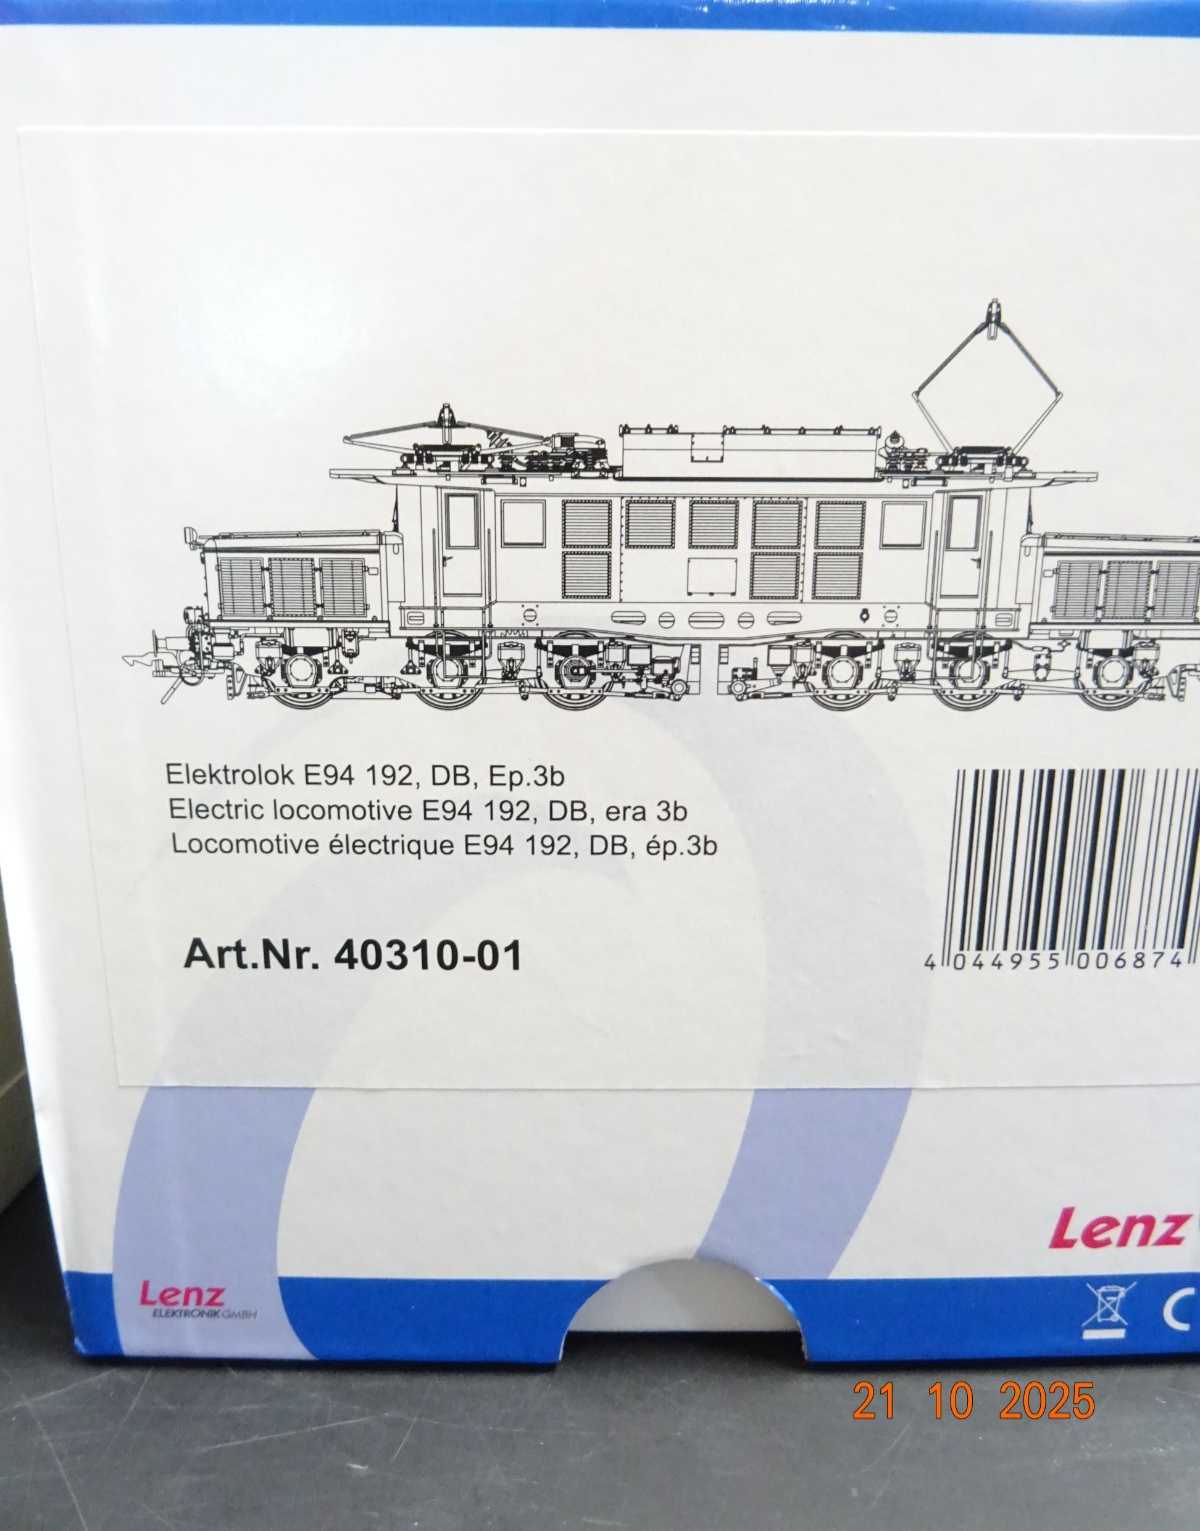 Elektrolok E94 192, DB, Ep.3b
Electric locomotive E94 192, DB, era 3b
Locomotive électrique E94 192, DB, ép.3b
Art.Nr. 40310-01
4 044955 006874
Lenz
Lenz
ELEKTRONIK GMBH
21 10 2025